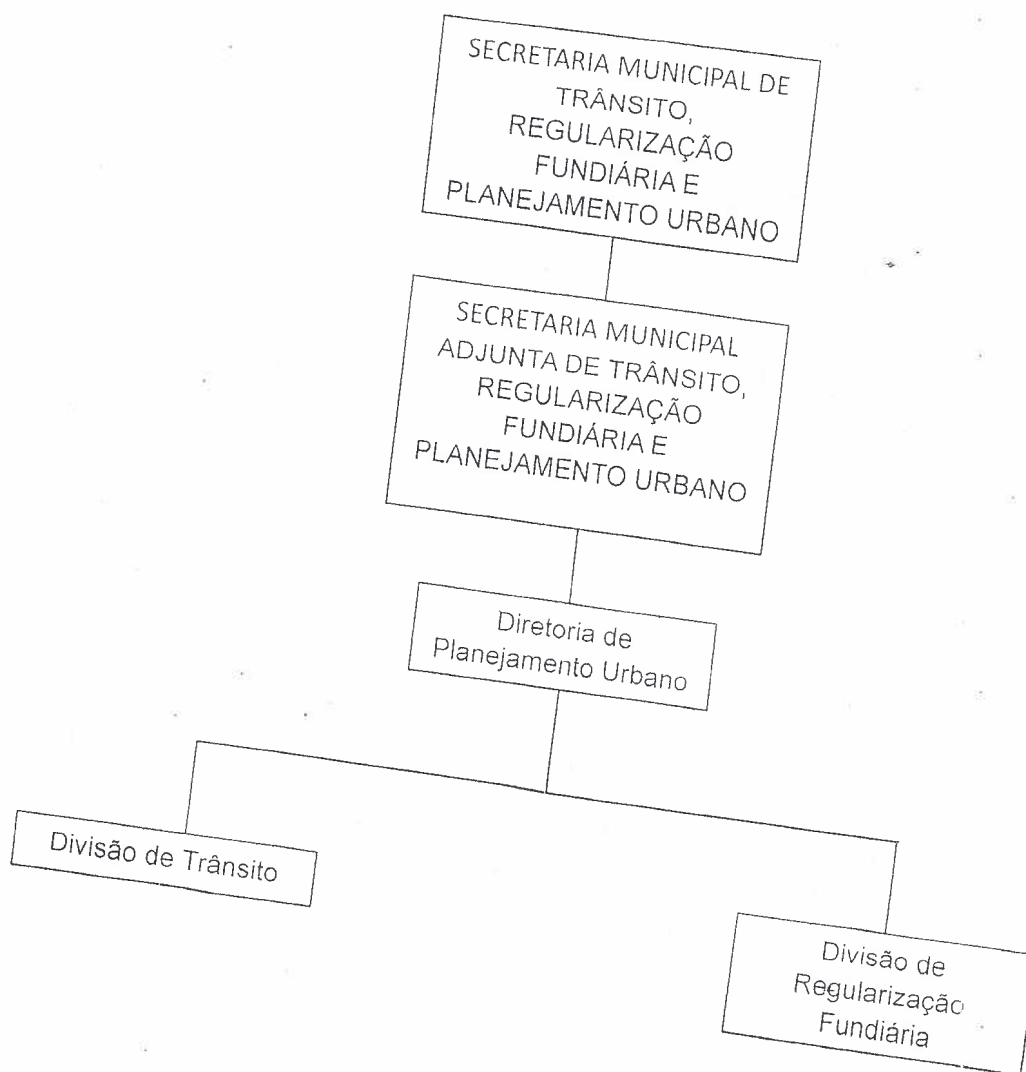 SECRETARIA MUNICIPAL DE
TRÂNSITO,
REGULARIZAÇÃO
FUNDIÁRIA E
PLANEJAMENTO URBANO
SECRETARIA MUNICIPAL
ADJUNTA DE TRÂNSITO,
REGULARIZAÇÃO
FUNDIÁRIA E
PLANEJAMENTO URBANO
Diretoria de
Planejamento Urbano
Divisão de Trânsito
Divisão de
Regularização
Fundiária